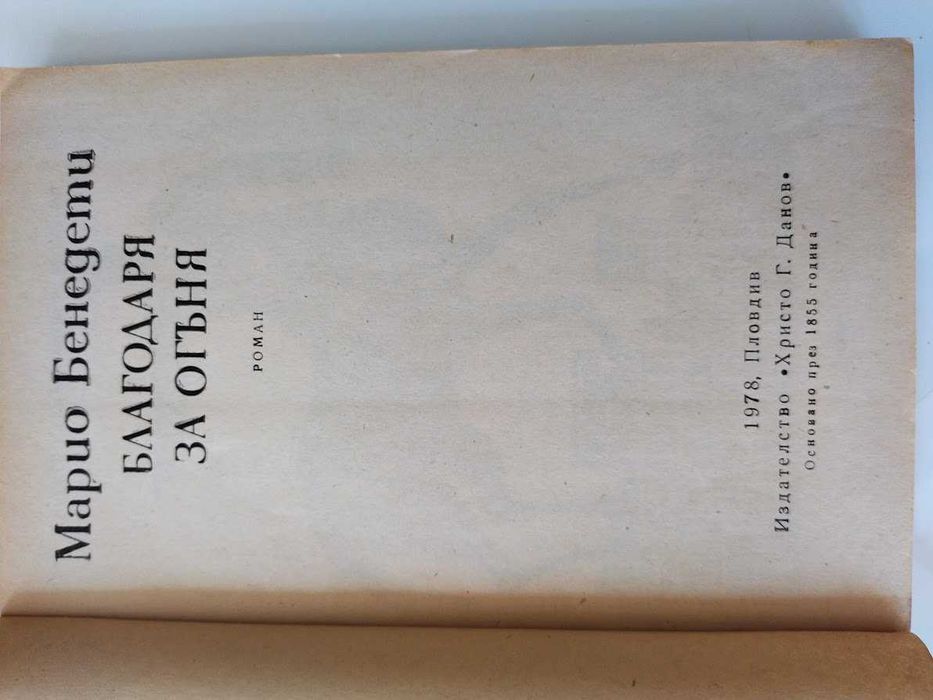 Марио Бенедети
БЛАГОДАРЯ
ЗА ОГЪНЯ
РОМАН
1978, Пловдив
Издателство •Христо Г. Данов•
Основано през 1855 година